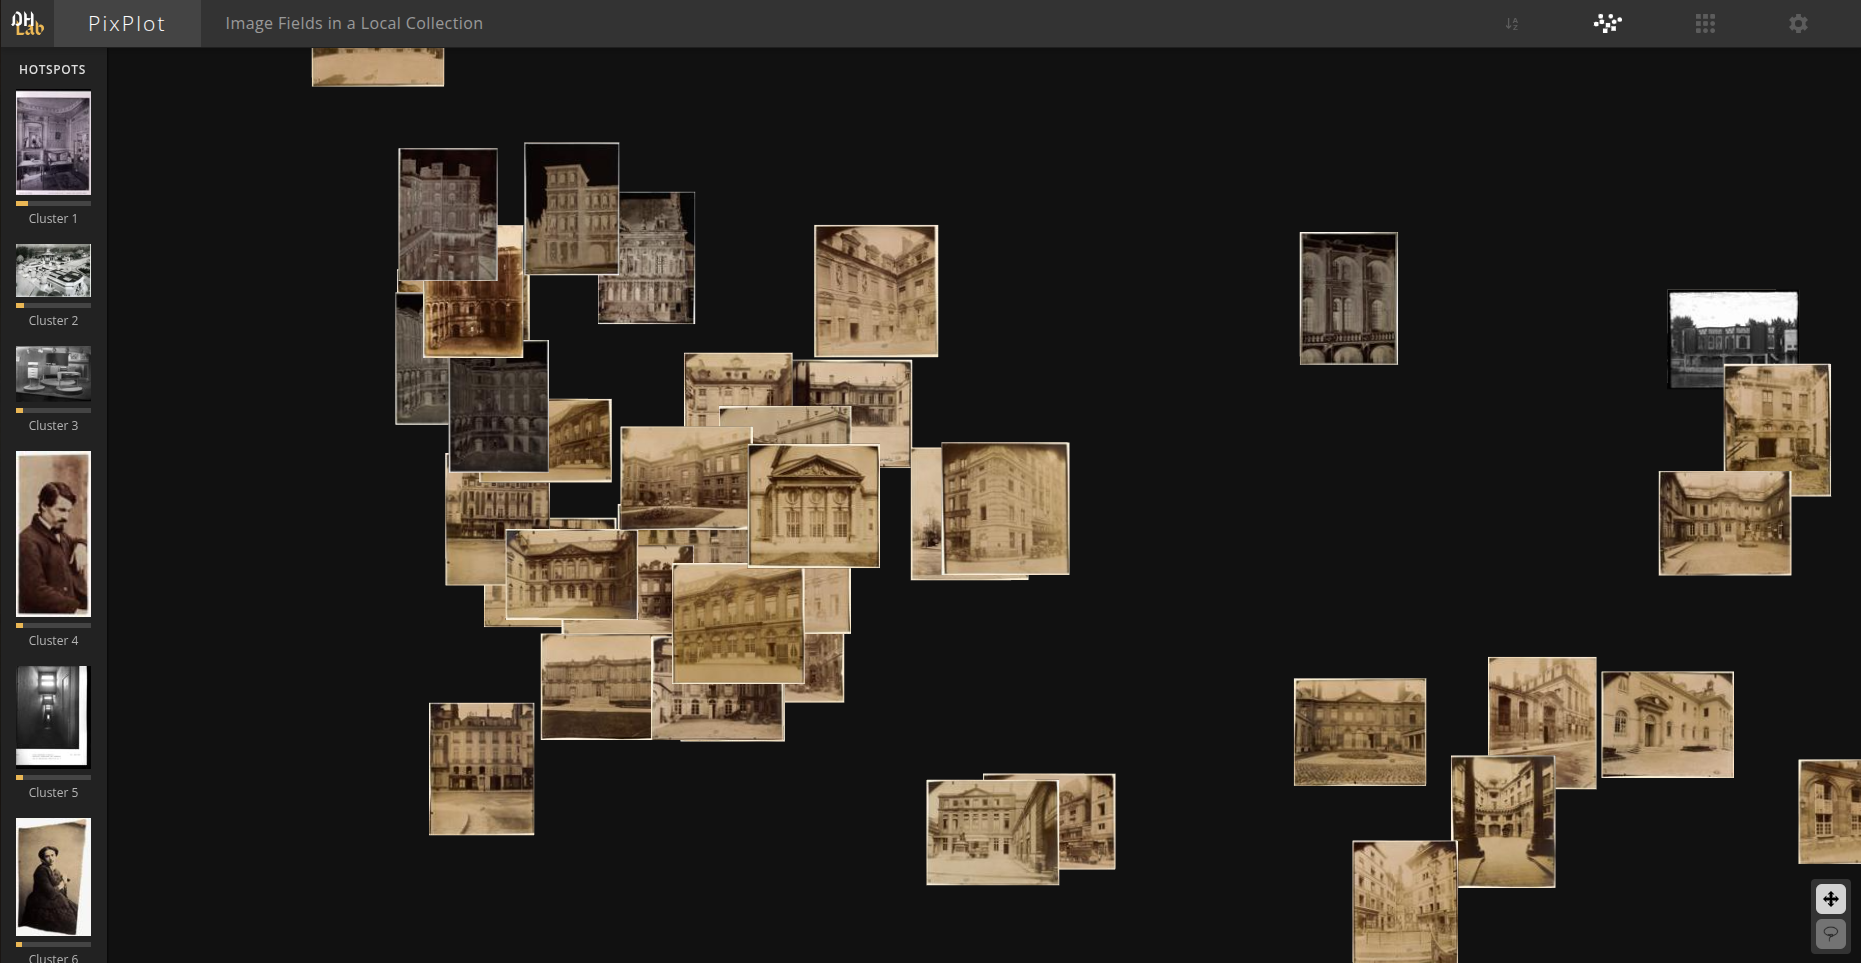 DH Lab
PixPlot
Image Fields in a Local Collection
HOTSPOTS
Cluster 1
Cluster 2
Cluster 3
Cluster 4
Cluster 5
Cluster 6